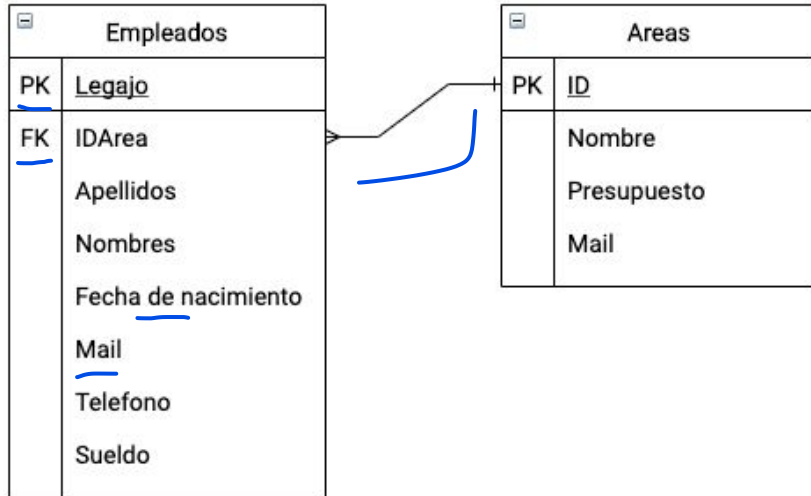 Empleados
PK Legajo
FK IDArea
Apellidos
Nombres
Fecha de nacimiento
Mail
Telefono
Sueldo
Areas
PK ID
Nombre
Presupuesto
Mail